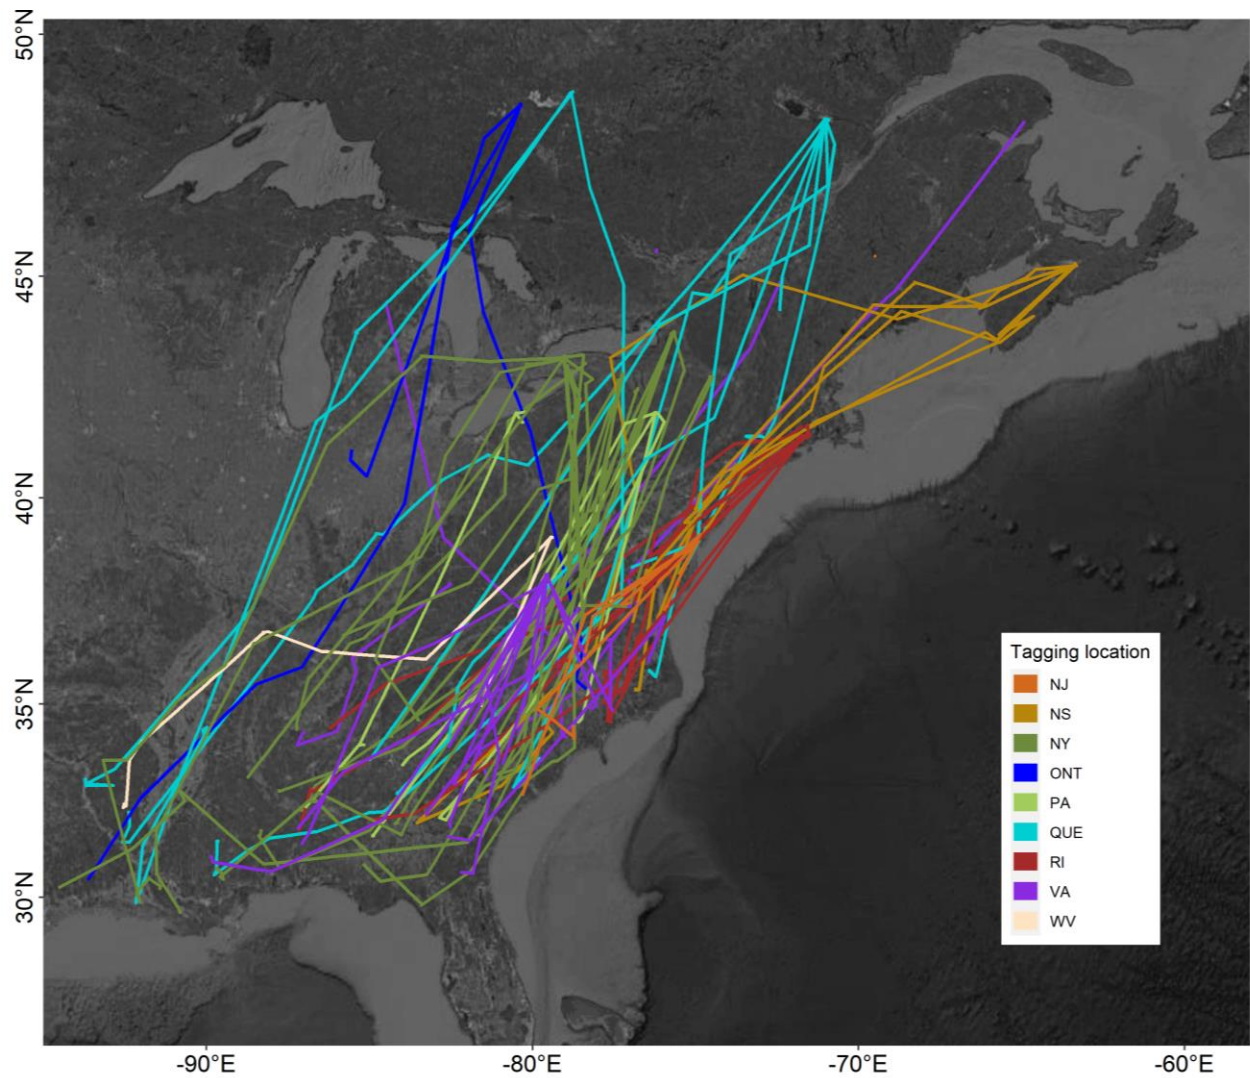 50°N
45°N
40°N
35°N
30°N
Tagging location
NJ
NS
NY
ONT
PA
QUE
RI
VA
WV
-90°E
-80°E
-70°E
-60°E